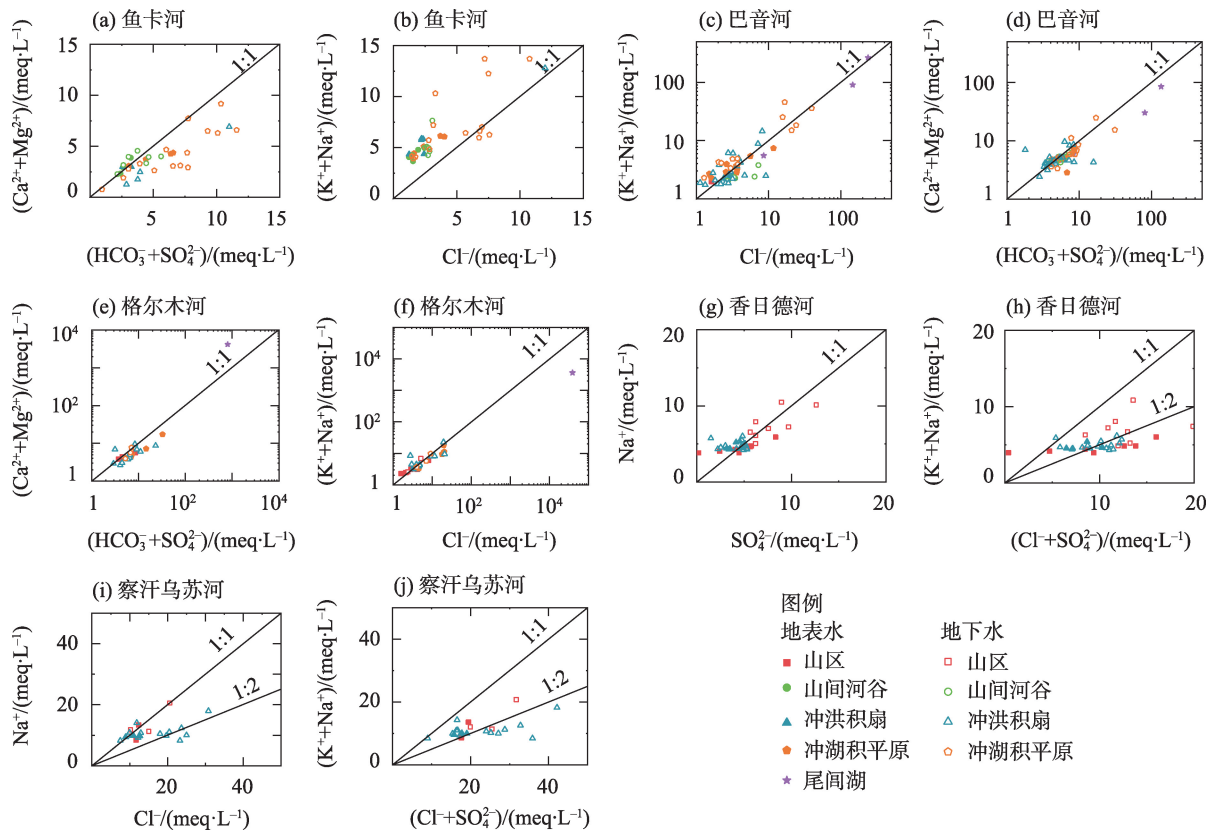 (a) 鱼卡河
(Ca²⁺+Mg²⁺)/(meq·L⁻¹)
15
10
5
0
1:1
0
5
10
15
(HCO₃⁻+SO₄²⁻)/(meq·L⁻¹)
(b) 鱼卡河
(K⁺+Na⁺)/(meq·L⁻¹)
15
10
5
0
1:1
0
5
10
15
Cl⁻/(meq·L⁻¹)
(c) 巴音河
(K⁺+Na⁺)/(meq·L⁻¹)
100
10
1
1:1
1
10
100
Cl⁻/(meq·L⁻¹)
(d) 巴音河
(Ca²⁺+Mg²⁺)/(meq·L⁻¹)
100
10
1
1:1
1
10
100
(HCO₃⁻+SO₄²⁻)/(meq·L⁻¹)
(e) 格尔木河
(Ca²⁺+Mg²⁺)/(meq·L⁻¹)
10⁴
10²
1
1:1
1
10²
10⁴
(HCO₃⁻+SO₄²⁻)/(meq·L⁻¹)
(f) 格尔木河
(K⁺+Na⁺)/(meq·L⁻¹)
10⁴
10²
1
1:1
1
10²
10⁴
Cl⁻/(meq·L⁻¹)
(g) 香日德河
Na⁺/(meq·L⁻¹)
20
10
0
1:1
0
10
20
SO₄²⁻/(meq·L⁻¹)
(h) 香日德河
(K⁺+Na⁺)/(meq·L⁻¹)
20
10
0
1:1
1:2
0
10
20
(Cl⁻+SO₄²⁻)/(meq·L⁻¹)
(i) 察汗乌苏河
Na⁺/(meq·L⁻¹)
40
20
0
1:1
1:2
0
20
40
Cl⁻/(meq·L⁻¹)
(j) 察汗乌苏河
(K⁺+Na⁺)/(meq·L⁻¹)
40
20
0
1:1
1:2
0
20
40
(Cl⁻+SO₄²⁻)/(meq·L⁻¹)
图例
地表水 地下水
山区 山区
山间河谷 山间河谷
冲洪积扇 冲洪积扇
冲湖积平原 冲湖积平原
尾闾湖